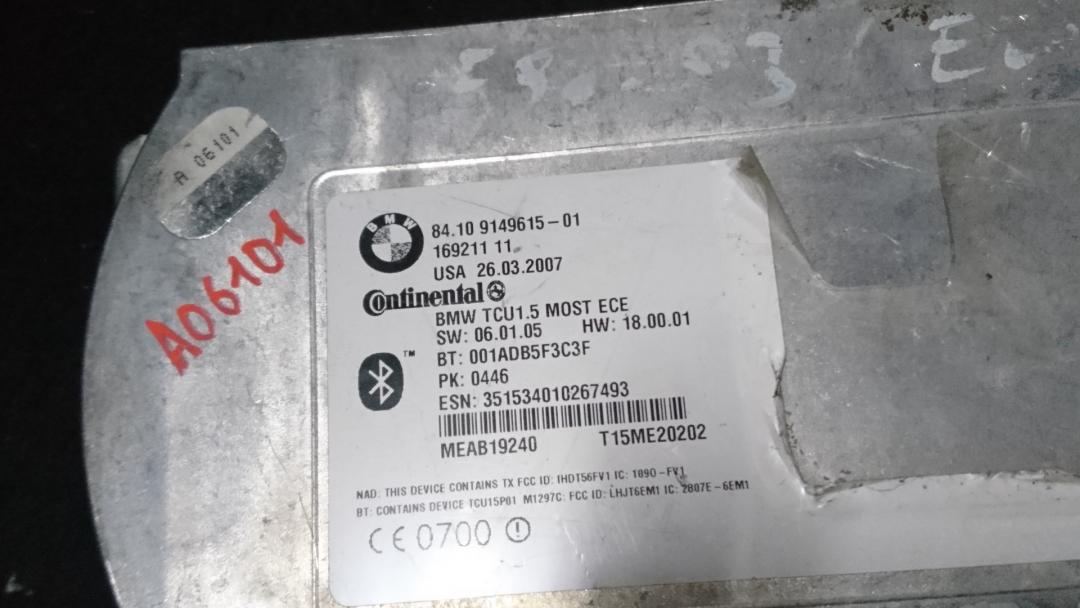 A 06101
A06101
BMW
84.10 9149615-01
169211 11
USA 26.03.2007
Continental
BMW TCU1.5 MOST ECE
SW: 06.01.05 HW: 18.00.01
BT: 001ADB5F3C3F
™
PK: 0446
ESN: 351534010267493
MEAB19240 T15ME20202
NAD: THIS DEVICE CONTAINS TX FCC ID: IHDT56FV1 IC: 1090-FV1
BT: CONTAINS DEVICE TCU15P01 M1297C: FCC ID: LHJT6EM1 IC: 2807E-6EM1
CE 0700